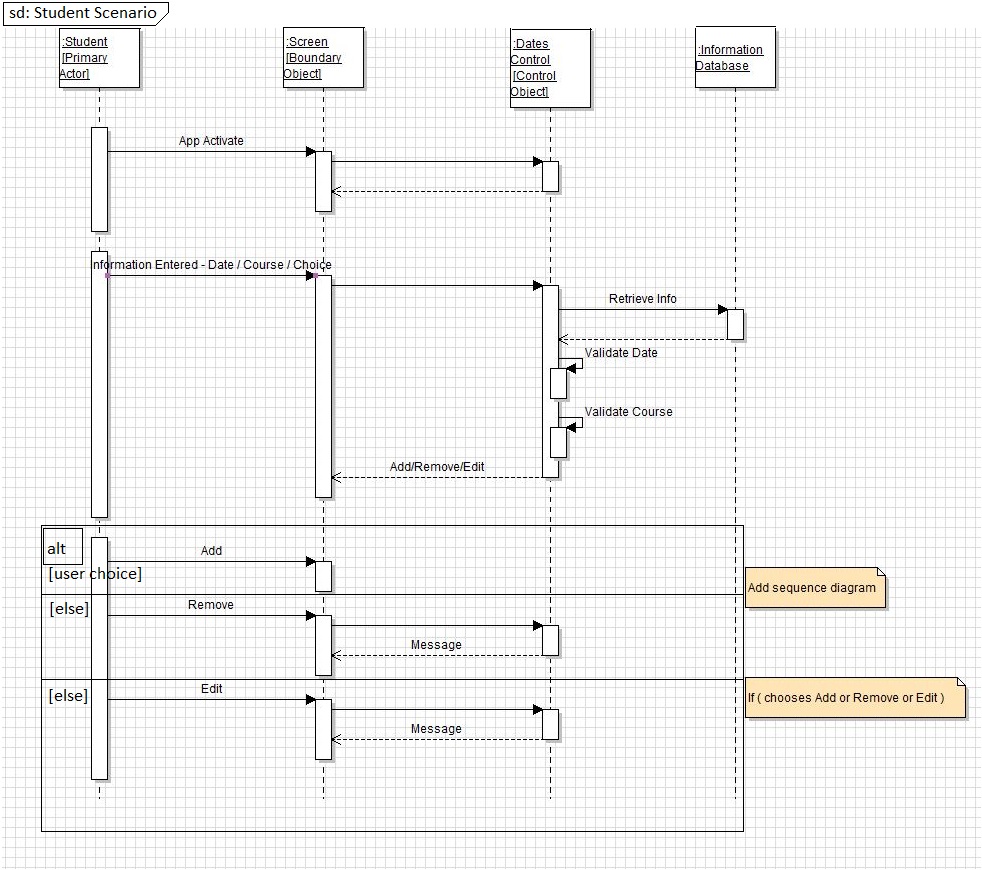 sd: Student Scenario
:Student
[Primary
Actor]
:Screen
[Boundary
Object]
:Dates
Control
[Control
Object]
:Information
Database
App Activate
Information Entered - Date / Course / Choice
Retrieve Info
Validate Date
Validate Course
Add/Remove/Edit
alt
Add
[user choice]
Add sequence diagram
[else]
Remove
Message
[else]
Edit
If ( chooses Add or Remove or Edit )
Message